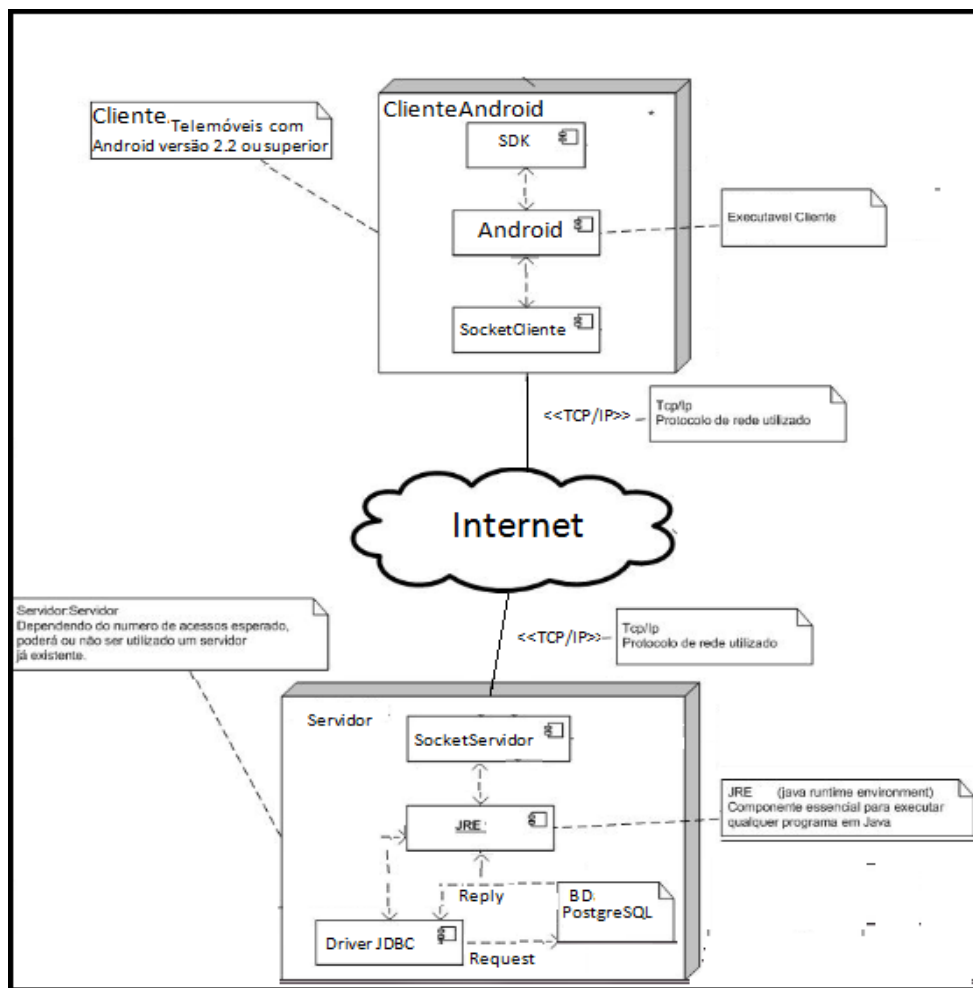 ClienteAndroid
Cliente. Telemóveis com
Android versão 2.2 ou superior
SDK
Android
Executavel Cliente
SocketCliente
<<TCP/IP>>
Tcp/Ip
Protocolo de rede utilizado
Internet
Servidor:Servidor
Dependendo do numero de acessos esperado,
poderá ou não ser utilizado um servidor
já existente.
<<TCP/IP>>
Tcp/Ip
Protocolo de rede utilizado
Servidor
SocketServidor
JRE
JRE (java runtime environment)
Componente essencial para executar
qualquer programa em Java
Reply
BD
PostgreSQL
Driver JDBC
Request